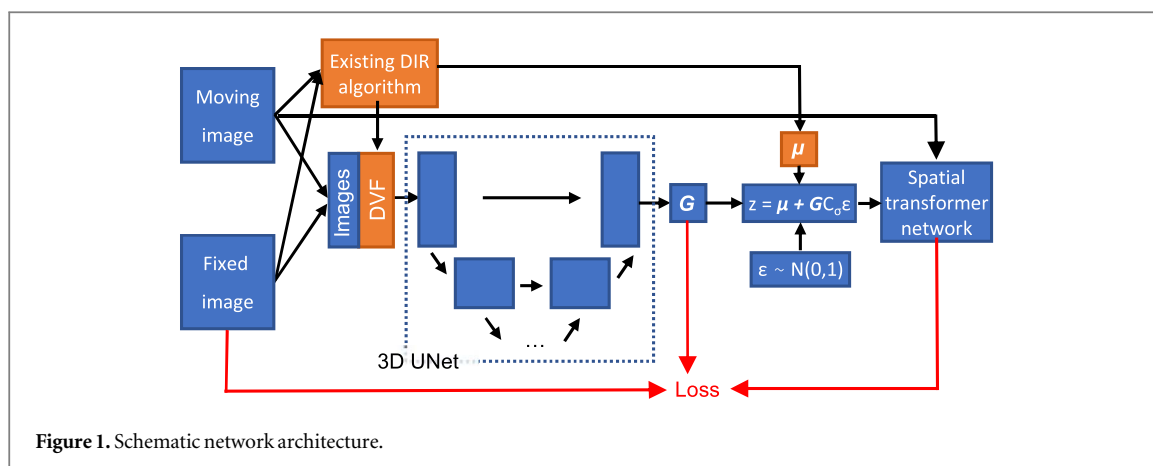 Existing DIR
algorithm
Moving
image
Images
DVF
Fixed
image
3D UNet
...
G
μ
z = μ + GCσε
ε ~ N(0,1)
Spatial
transformer
network
Loss
Figure 1. Schematic network architecture.